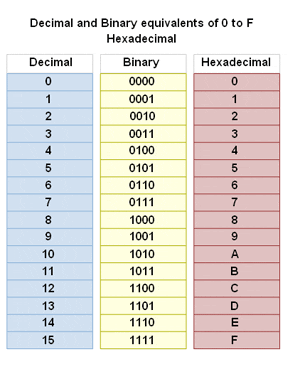 Decimal and Binary equivalents of 0 to F
Hexadecimal
Decimal Binary Hexadecimal
0 0000 0
1 0001 1
2 0010 2
3 0011 3
4 0100 4
5 0101 5
6 0110 6
7 0111 7
8 1000 8
9 1001 9
10 1010 A
11 1011 B
12 1100 C
13 1101 D
14 1110 E
15 1111 F